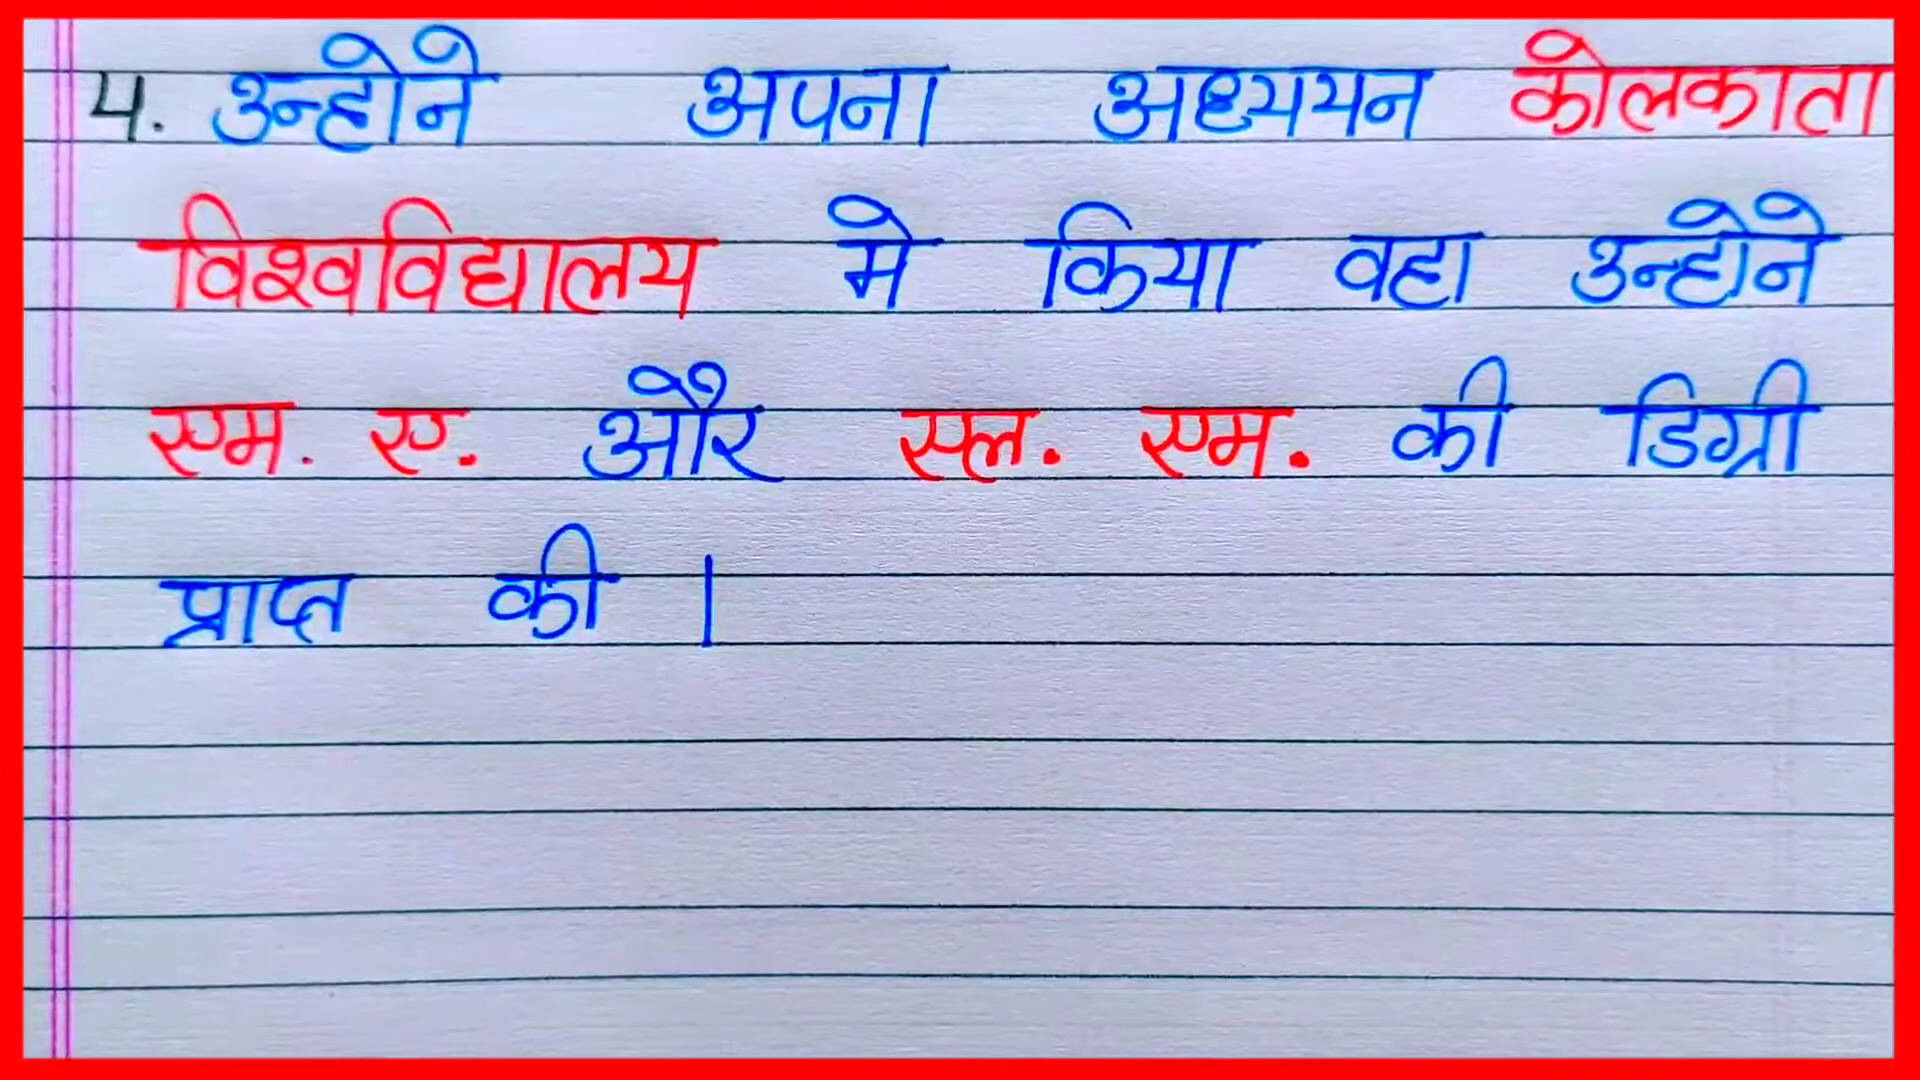 4. उन्होने अपना अध्ययन कोलकाता
विश्वविद्यालय मे किया वहा उन्होने
एम. ए. और एल. एम. की डिग्री
प्राप्त की |